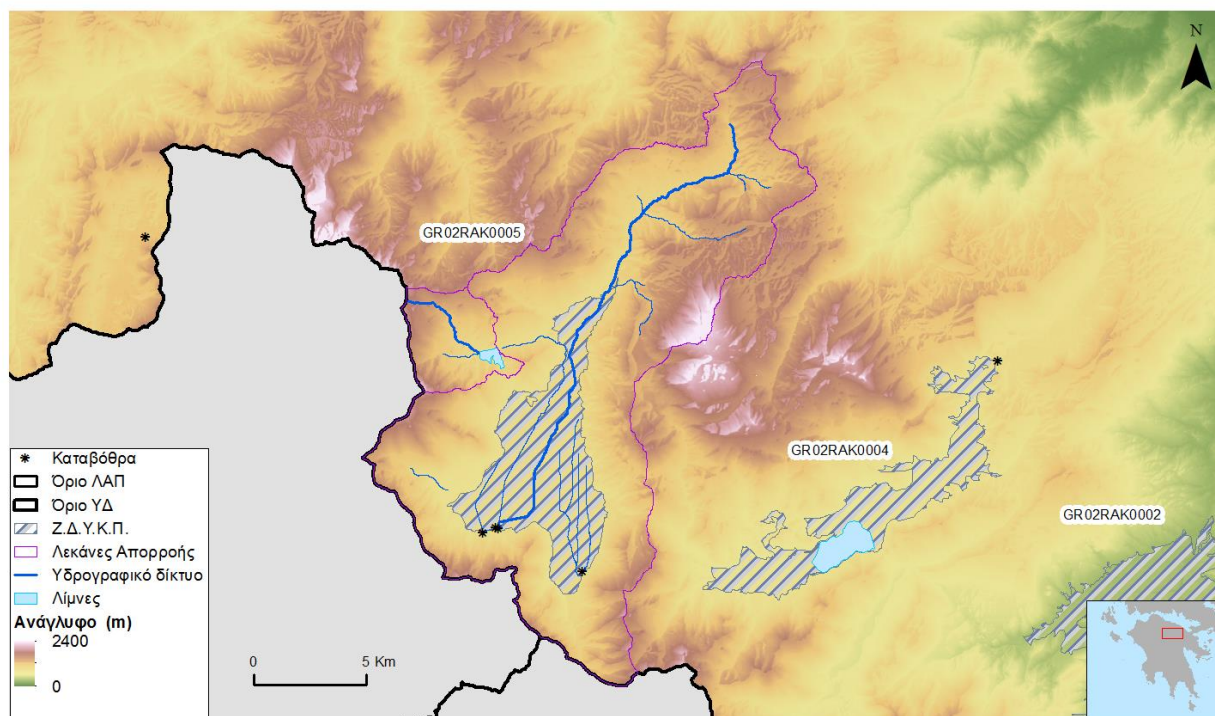 N
GR02RAK0005
GR02RAK0004
GR02RAK0002
Καταβόθρα
Όριο ΛΑΠ
Όριο ΥΔ
Ζ.Δ.Υ.Κ.Π.
Λεκάνες Απορροής
Υδρογραφικό δίκτυο
Λίμνες
Ανάγλυφο (m)
2400
0
0 5 Km